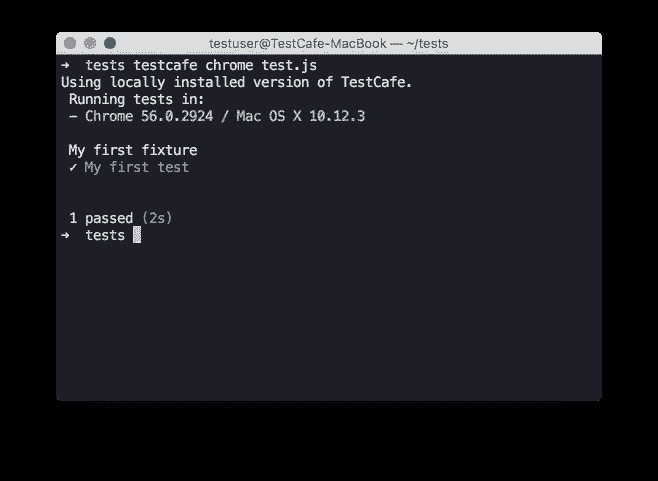 testuser@TestCafe-MacBook — ~/tests
➜ tests testcafe chrome test.js
Using locally installed version of TestCafe.
Running tests in:
- Chrome 56.0.2924 / Mac OS X 10.12.3
My first fixture
✓ My first test
1 passed (2s)
➜ tests